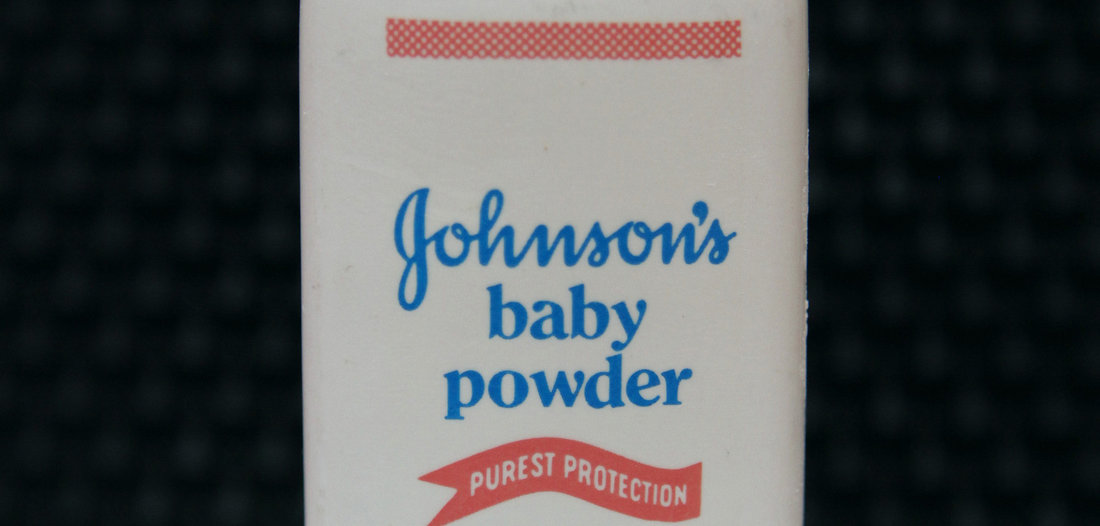 Johnson's
baby
powder
PUREST PROTECTION